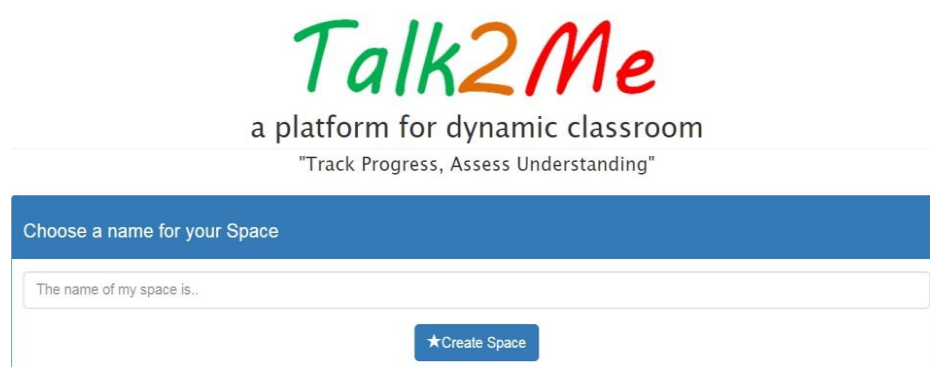 Talk2Me
a platform for dynamic classroom
"Track Progress, Assess Understanding"
Choose a name for your Space
The name of my space is..
★Create Space